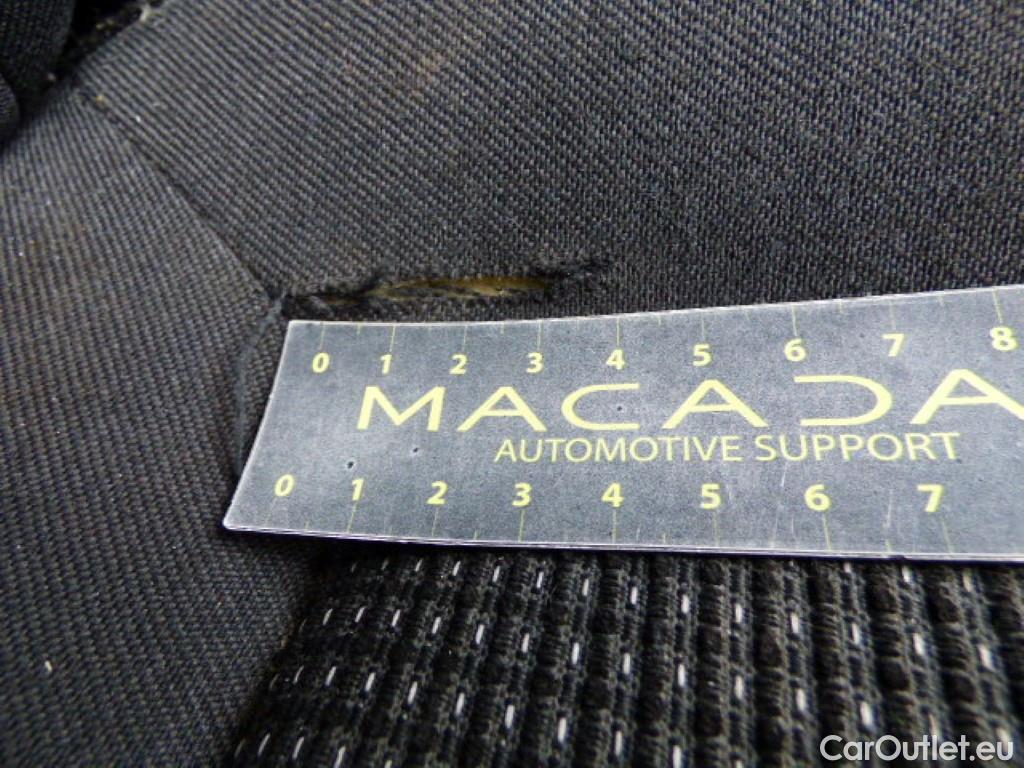 0 1 2 3 4 5 6 7 8
MACADA
AUTOMOTIVE SUPPORT
0 1 2 3 4 5 6 7
CarOutlet.eu